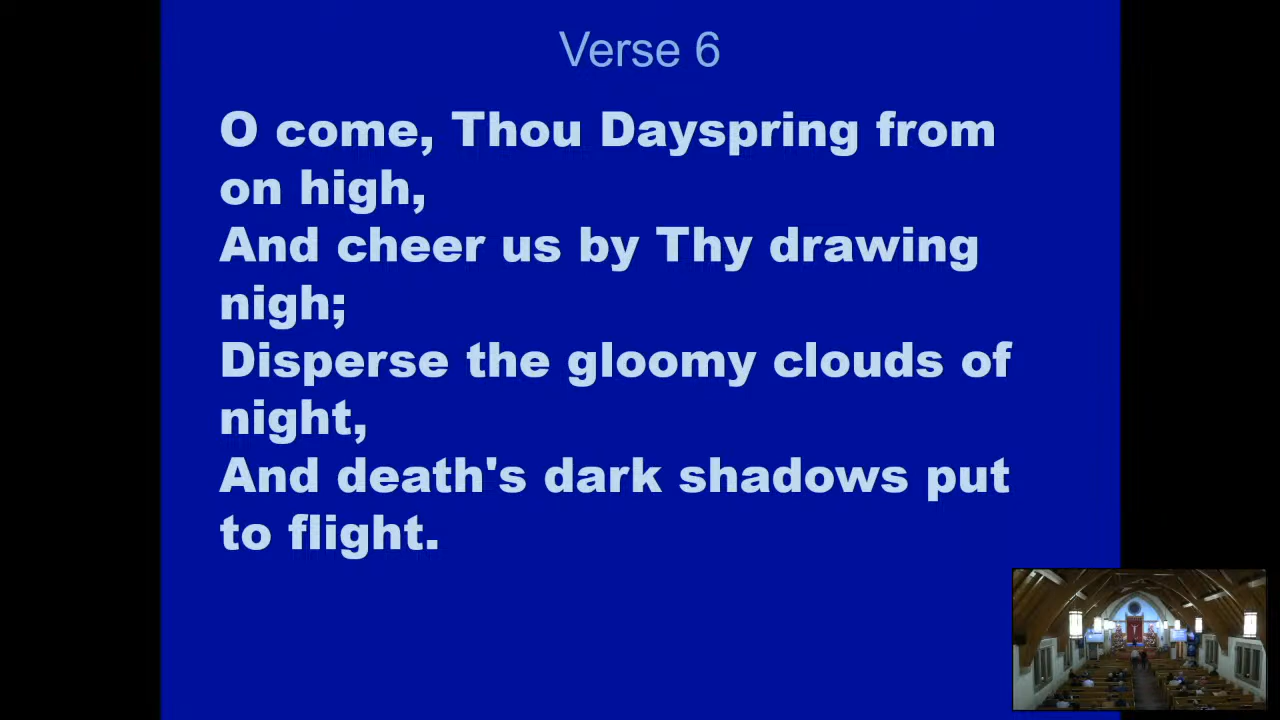 Verse 6
O come, Thou Dayspring from
on high,
And cheer us by Thy drawing
nigh;
Disperse the gloomy clouds of
night,
And death's dark shadows put
to flight.